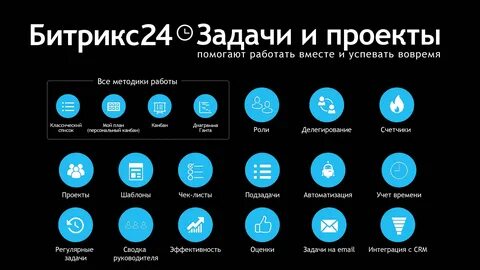 Битрикс24 Задачи и проекты
помогают работать вместе и успевать вовремя
Все методики работы
Классический
список
Мой план
(персональный канбан)
Канбан
Диаграмма
Ганта
Роли
Делегирование
Счетчики
Проекты
Шаблоны
Чек-листы
Подзадачи
Автоматизация
Учет времени
Регулярные
задачи
Сводка
руководителя
Эффективность
Оценки
Задачи на email
Интеграция с CRM